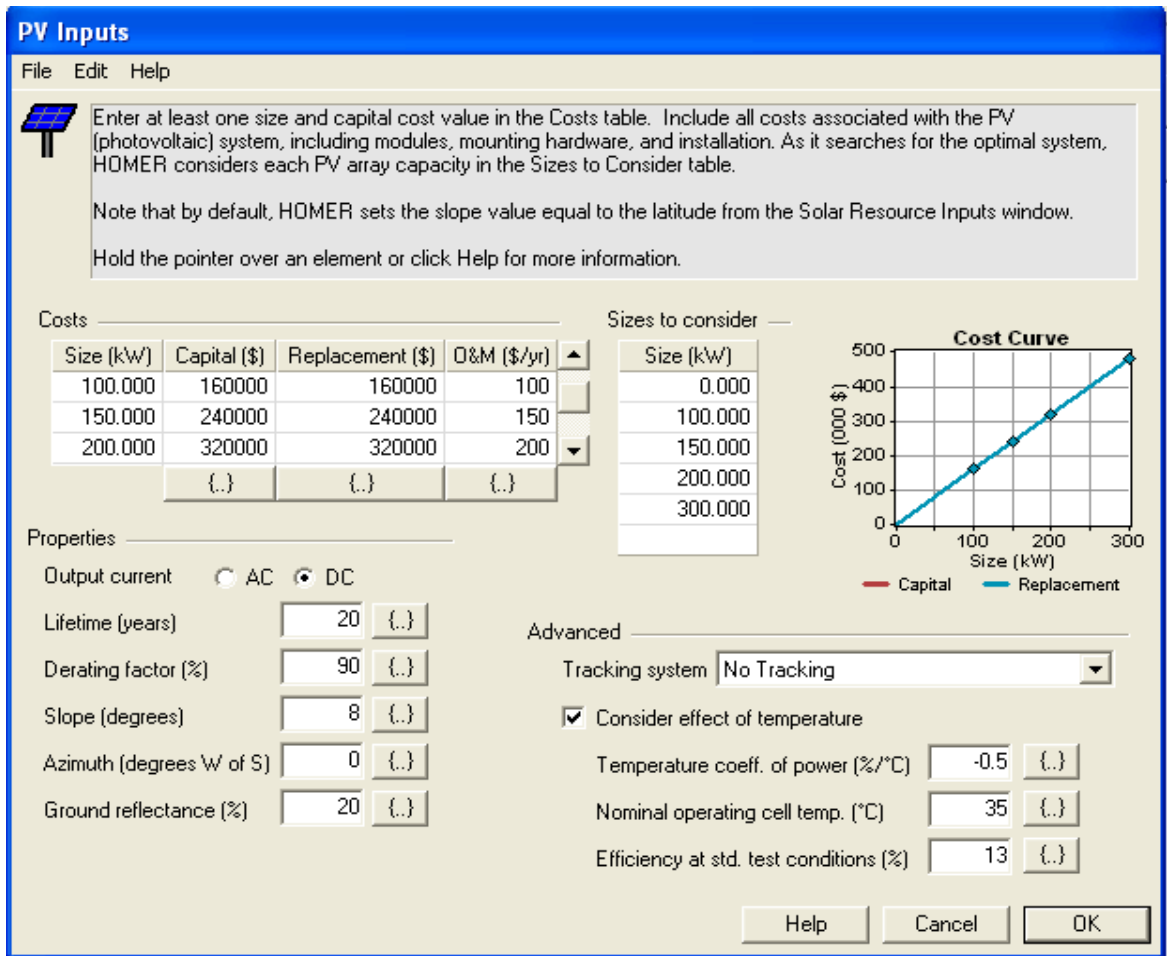 PV Inputs
File Edit Help
Enter at least one size and capital cost value in the Costs table. Include all costs associated with the PV
(photovoltaic) system, including modules, mounting hardware, and installation. As it searches for the optimal system,
HOMER considers each PV array capacity in the Sizes to Consider table.
Note that by default, HOMER sets the slope value equal to the latitude from the Solar Resource Inputs window.
Hold the pointer over an element or click Help for more information.
Costs
Size (kW) Capital ($) Replacement ($) O&M ($/yr)
100.000 160000 160000 100
150.000 240000 240000 150
200.000 320000 320000 200
{..} {..} {..}
Sizes to consider
Size (kW)
0.000
100.000
150.000
200.000
300.000
Cost Curve
Cost (000 $)
500
400
300
200
100
0
0 100 200 300
Size (kW)
Capital Replacement
Properties
Output current AC DC
Lifetime (years) 20 {..}
Derating factor (%) 90 {..}
Slope (degrees) 8 {..}
Azimuth (degrees W of S) 0 {..}
Ground reflectance (%) 20 {..}
Advanced
Tracking system No Tracking
Consider effect of temperature
Temperature coeff. of power (%/°C) -0.5 {..}
Nominal operating cell temp. (°C) 35 {..}
Efficiency at std. test conditions (%) 13 {..}
Help Cancel OK